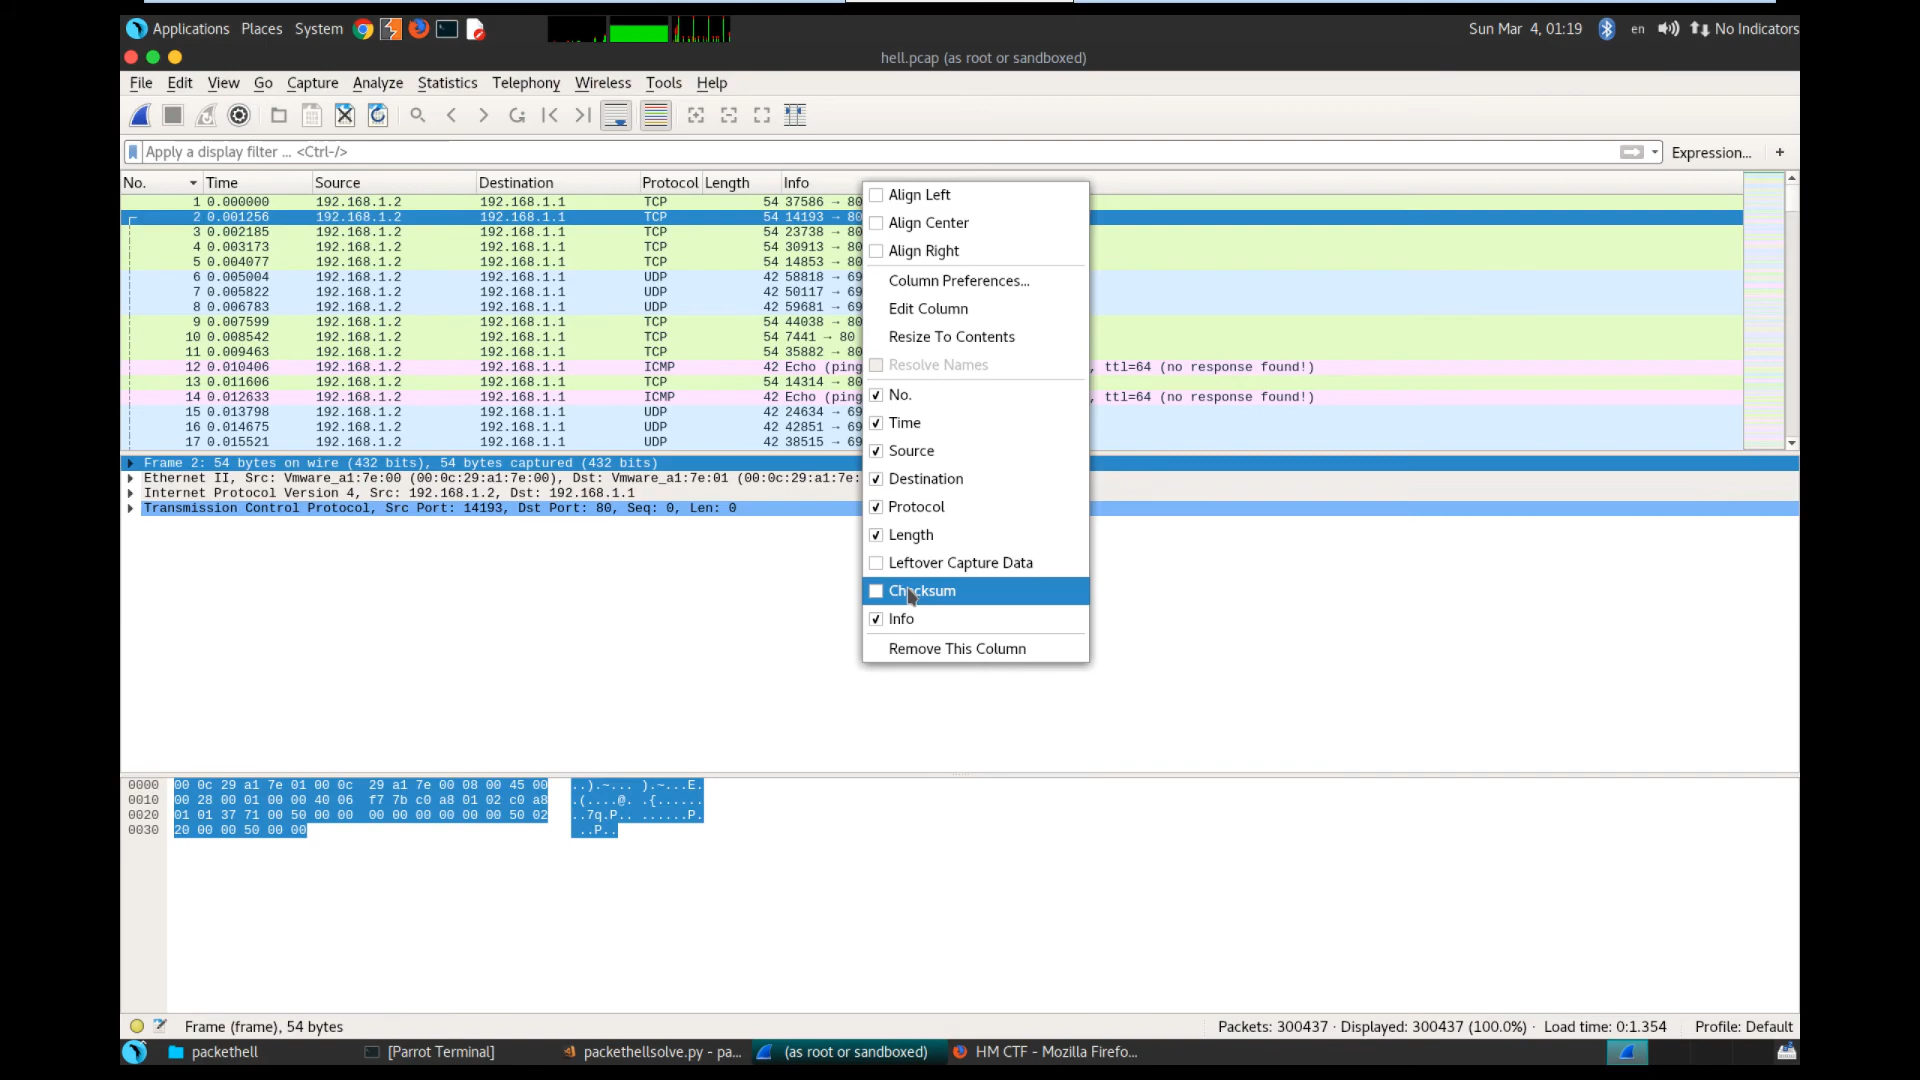 Applications Places System Sun Mar 4, 01:19 en No Indicators
hell.pcap (as root or sandboxed)
File Edit View Go Capture Analyze Statistics Telephony Wireless Tools Help
Apply a display filter ... <Ctrl-/> Expression... +
No. Time Source Destination Protocol Length Info
1 0.000000 192.168.1.2 192.168.1.1 TCP 54 37586 → 80
2 0.001256 192.168.1.2 192.168.1.1 TCP 54 14193 → 80
3 0.002185 192.168.1.2 192.168.1.1 TCP 54 23738 → 80
4 0.003173 192.168.1.2 192.168.1.1 TCP 54 30913 → 80
5 0.004077 192.168.1.2 192.168.1.1 TCP 54 14853 → 80
6 0.005004 192.168.1.2 192.168.1.1 UDP 42 58818 → 69
7 0.005822 192.168.1.2 192.168.1.1 UDP 42 50117 → 69
8 0.006783 192.168.1.2 192.168.1.1 UDP 42 59681 → 69
9 0.007599 192.168.1.2 192.168.1.1 TCP 54 44038 → 80
10 0.008542 192.168.1.2 192.168.1.1 TCP 54 7441 → 80
11 0.009463 192.168.1.2 192.168.1.1 TCP 54 35882 → 80
12 0.010406 192.168.1.2 192.168.1.1 ICMP 42 Echo (ping , ttl=64 (no response found!)
13 0.011606 192.168.1.2 192.168.1.1 TCP 54 14314 → 80
14 0.012633 192.168.1.2 192.168.1.1 ICMP 42 Echo (ping , ttl=64 (no response found!)
15 0.013798 192.168.1.2 192.168.1.1 UDP 42 24634 → 69
16 0.014675 192.168.1.2 192.168.1.1 UDP 42 42851 → 69
17 0.015521 192.168.1.2 192.168.1.1 UDP 42 38515 → 69
Align Left
Align Center
Align Right
Column Preferences...
Edit Column
Resize To Contents
Resolve Names
No.
Time
Source
Destination
Protocol
Length
Leftover Capture Data
Checksum
Info
Remove This Column
Frame 2: 54 bytes on wire (432 bits), 54 bytes captured (432 bits)
Ethernet II, Src: Vmware_a1:7e:00 (00:0c:29:a1:7e:00), Dst: Vmware_a1:7e:01 (00:0c:29:a1:7e:
Internet Protocol Version 4, Src: 192.168.1.2, Dst: 192.168.1.1
Transmission Control Protocol, Src Port: 14193, Dst Port: 80, Seq: 0, Len: 0
0000 00 0c 29 a1 7e 01 00 0c 29 a1 7e 00 08 00 45 00 ..).~... ).~...E.
0010 00 28 00 01 00 00 40 06 f7 7b c0 a8 01 02 c0 a8 .(....@. .{......
0020 01 01 37 71 00 50 00 00 00 00 00 00 00 00 50 02 ..7q.P.. ......P.
0030 20 00 00 50 00 00 ..P..
Frame (frame), 54 bytes Packets: 300437 · Displayed: 300437 (100.0%) · Load time: 0:1.354 Profile: Default
packethell [Parrot Terminal] packethellsolve.py - pa... (as root or sandboxed) HM CTF - Mozilla Firefo...